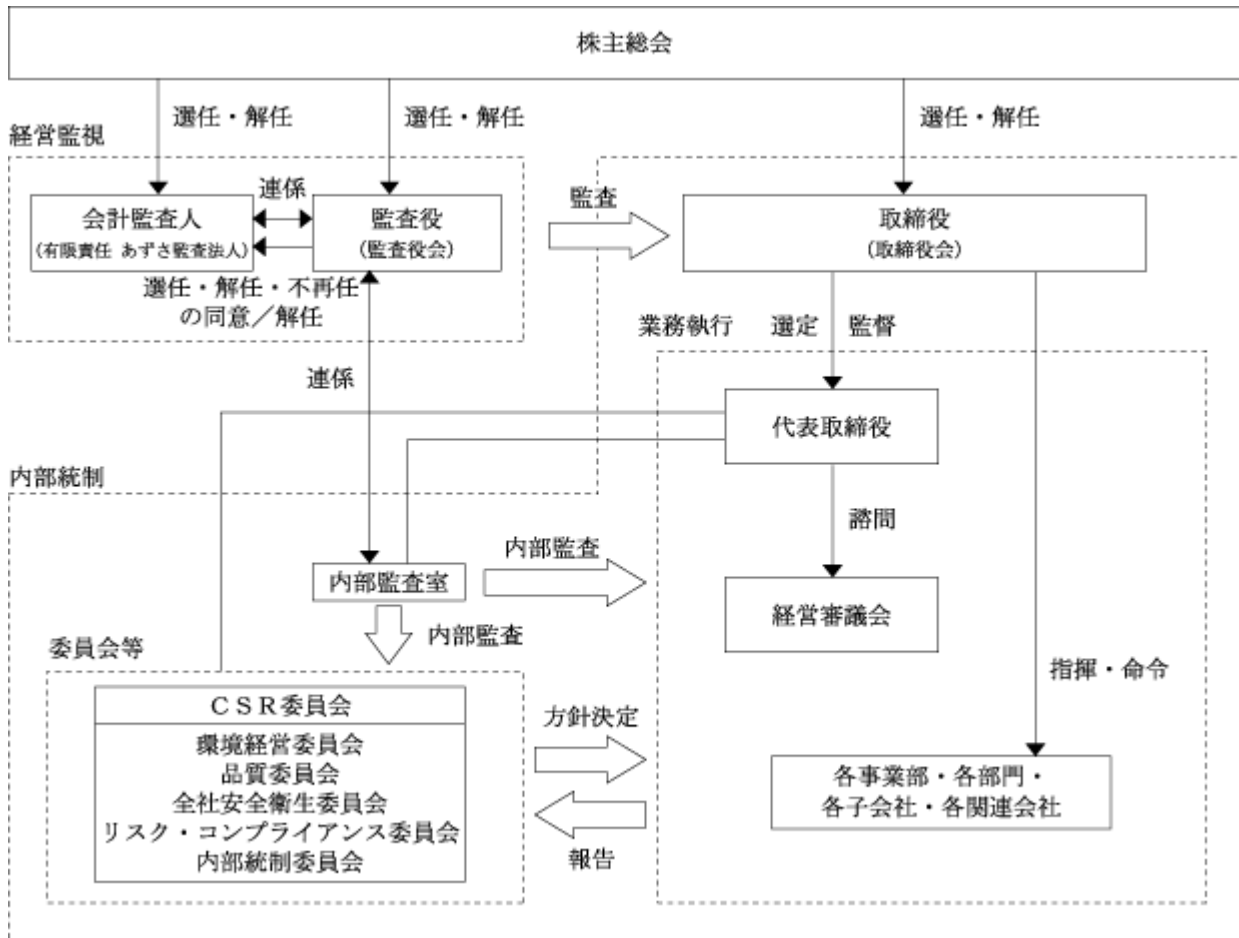 株主総会
選任・解任
選任・解任
選任・解任
経営監視
連係
監査
会計監査人
(有限責任 あずさ監査法人)
監査役
(監査役会)
取締役
(取締役会)
選任・解任・不再任
の同意／解任
業務執行
選定
監督
連係
代表取締役
内部統制
諮問
内部監査
内部監査室
経営審議会
内部監査
委員会等
指揮・命令
ＣＳＲ委員会
環境経営委員会
品質委員会
全社安全衛生委員会
リスク・コンプライアンス委員会
内部統制委員会
方針決定
報告
各事業部・各部門・
各子会社・各関連会社